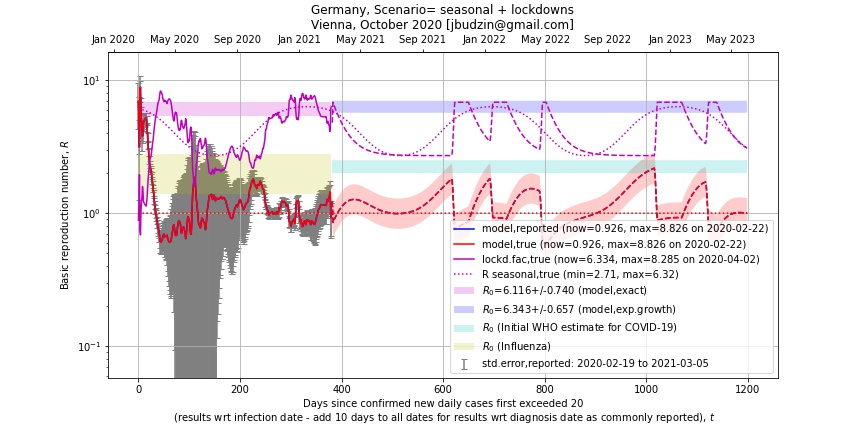 Germany, Scenario= seasonal + lockdowns
Vienna, October 2020 [jbudzin@gmail.com]
Jan 2020 May 2020 Sep 2020 Jan 2021 May 2021 Sep 2021 Jan 2022 May 2022 Sep 2022 Jan 2023 May 2023
10¹
10⁰
10⁻¹
Basic reproduction number, R
model,reported (now=0.926, max=8.826 on 2020-02-22)
model,true (now=0.926, max=8.826 on 2020-02-22)
lockd.fac,true (now=6.334, max=8.285 on 2020-04-02)
R seasonal,true (min=2.71, max=6.32)
R₀=6.116+/-0.740 (model,exact)
R₀=6.343+/-0.657 (model,exp.growth)
R₀ (Initial WHO estimate for COVID-19)
R₀ (Influenza)
std.error,reported: 2020-02-19 to 2021-03-05
0 200 400 600 800 1000 1200
Days since confirmed new daily cases first exceeded 20
(results wrt infection date - add 10 days to all dates for results wrt diagnosis date as commonly reported), t